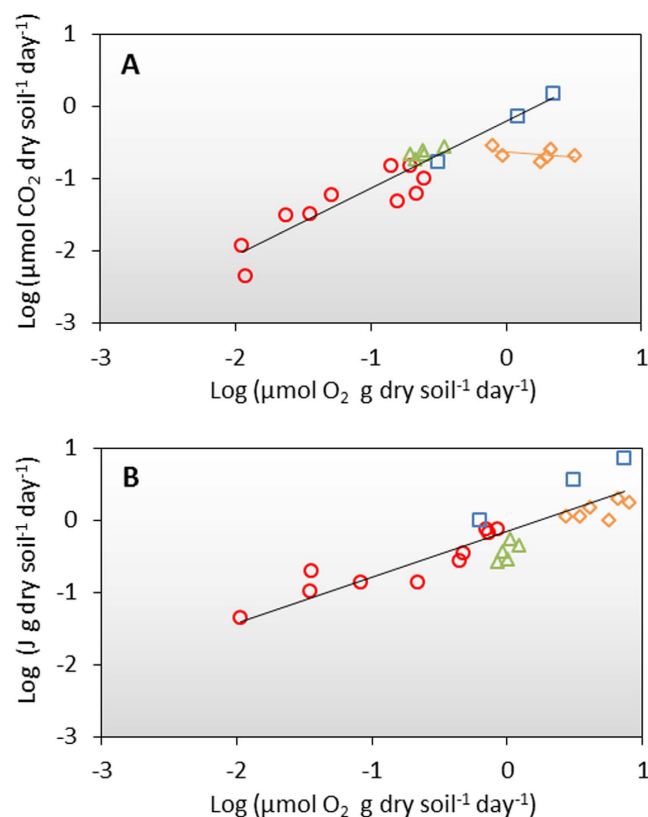 A
Log (µmol CO₂ dry soil⁻¹ day⁻¹)
1
0
-1
-2
-3
-3 -2 -1 0 1
Log (µmol O₂ g dry soil⁻¹ day⁻¹)
B
Log (J g dry soil⁻¹ day⁻¹)
1
0
-1
-2
-3
-3 -2 -1 0 1
Log (µmol O₂ g dry soil⁻¹ day⁻¹)